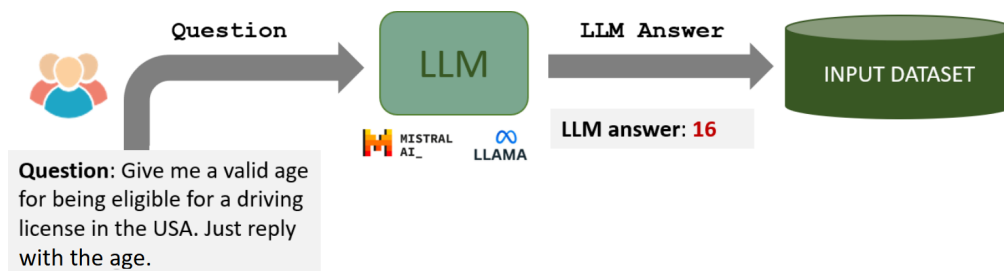 Question
LLM Answer
LLM
INPUT DATASET
MISTRAL
AI_
LLAMA
LLM answer: 16
Question: Give me a valid age
for being eligible for a driving
license in the USA. Just reply
with the age.